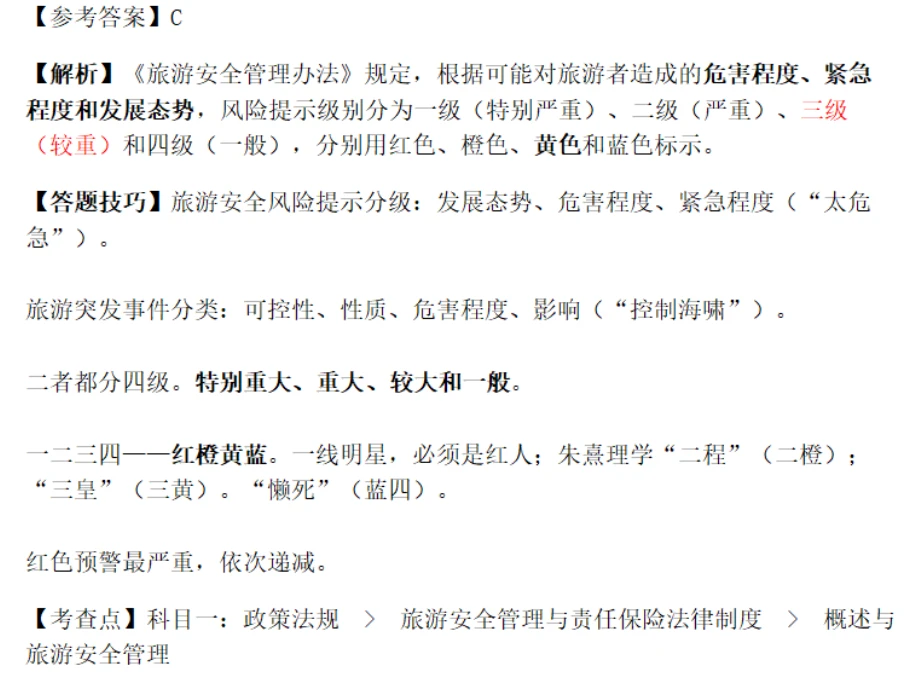 【参考答案】C
【解析】《旅游安全管理办法》规定，根据可能对旅游者造成的危害程度、紧急
程度和发展态势，风险提示级别分为一级（特别严重）、二级（严重）、三级
（较重）和四级（一般），分别用红色、橙色、黄色和蓝色标示。
【答题技巧】旅游安全风险提示分级：发展态势、危害程度、紧急程度（“太危
急”）。
旅游突发事件分类：可控性、性质、危害程度、影响（“控制海啸”）。
二者都分四级。特别重大、重大、较大和一般。
一二三四——红橙黄蓝。一线明星，必须是红人；朱熹理学“二程”（二橙）；
“三皇”（三黄）。“懒死”（蓝四）。
红色预警最严重，依次递减。
【考查点】科目一：政策法规 > 旅游安全管理与责任保险法律制度 > 概述与
旅游安全管理